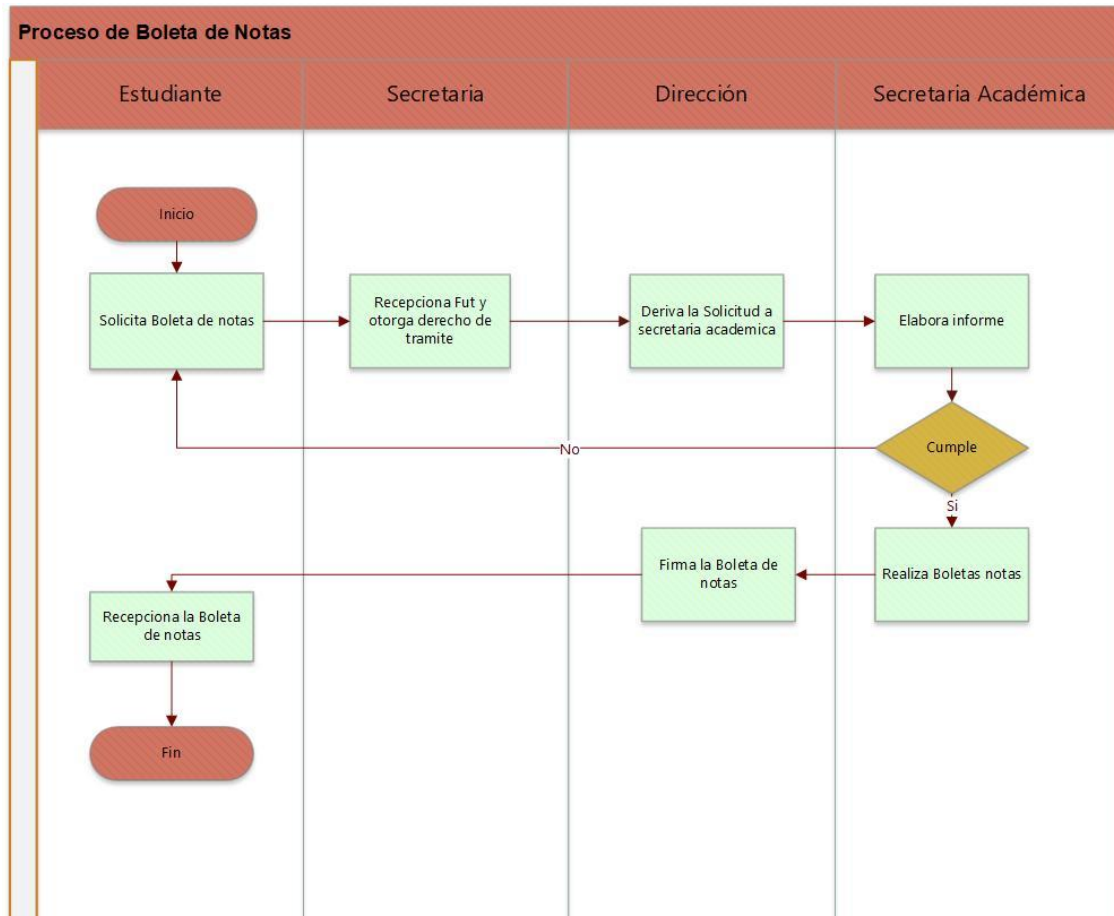 Proceso de Boleta de Notas
Estudiante
Secretaria
Dirección
Secretaria Académica
Inicio
Solicita Boleta de notas
Recepciona Fut y
otorga derecho de
tramite
Deriva la Solicitud a
secretaria academica
Elabora informe
Cumple
No
Si
Realiza Boletas notas
Firma la Boleta de
notas
Recepciona la Boleta
de notas
Fin